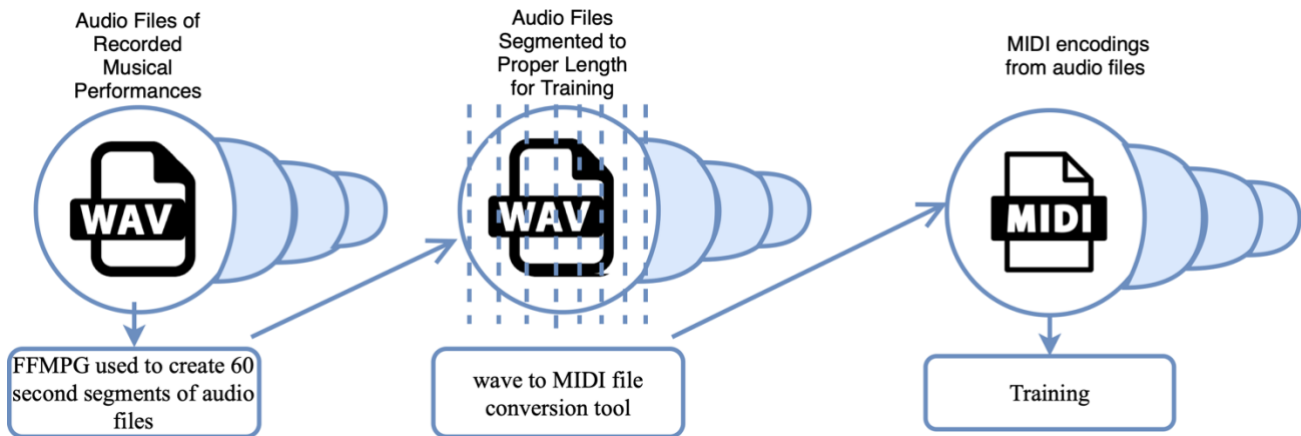 Audio Files of
Recorded
Musical
Performances
WAV
FFMPG used to create 60
second segments of audio
files
Audio Files
Segmented to
Proper Length
for Training
WAV
wave to MIDI file
conversion tool
MIDI encodings
from audio files
MIDI
Training